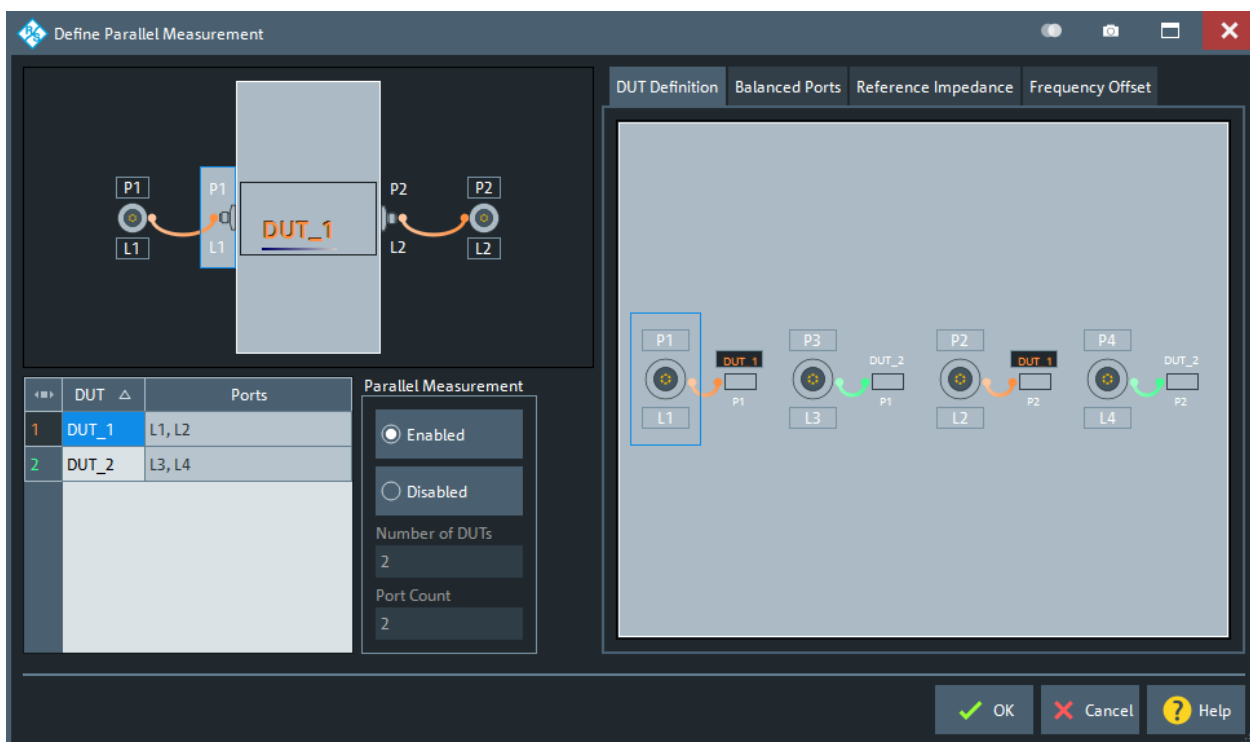 Define Parallel Measurement
DUT Definition Balanced Ports Reference Impedance Frequency Offset
P1 P1 P2 P2
DUT_1
L1 L1 L2 L2
P1 P3 P2 P4
DUT_1 DUT_2 DUT_1 DUT_2
P1 P1 P2 P2
L1 L3 L2 L4
DUT Ports
1 DUT_1 L1, L2
2 DUT_2 L3, L4
Parallel Measurement
Enabled
Disabled
Number of DUTs
2
Port Count
2
OK Cancel ? Help